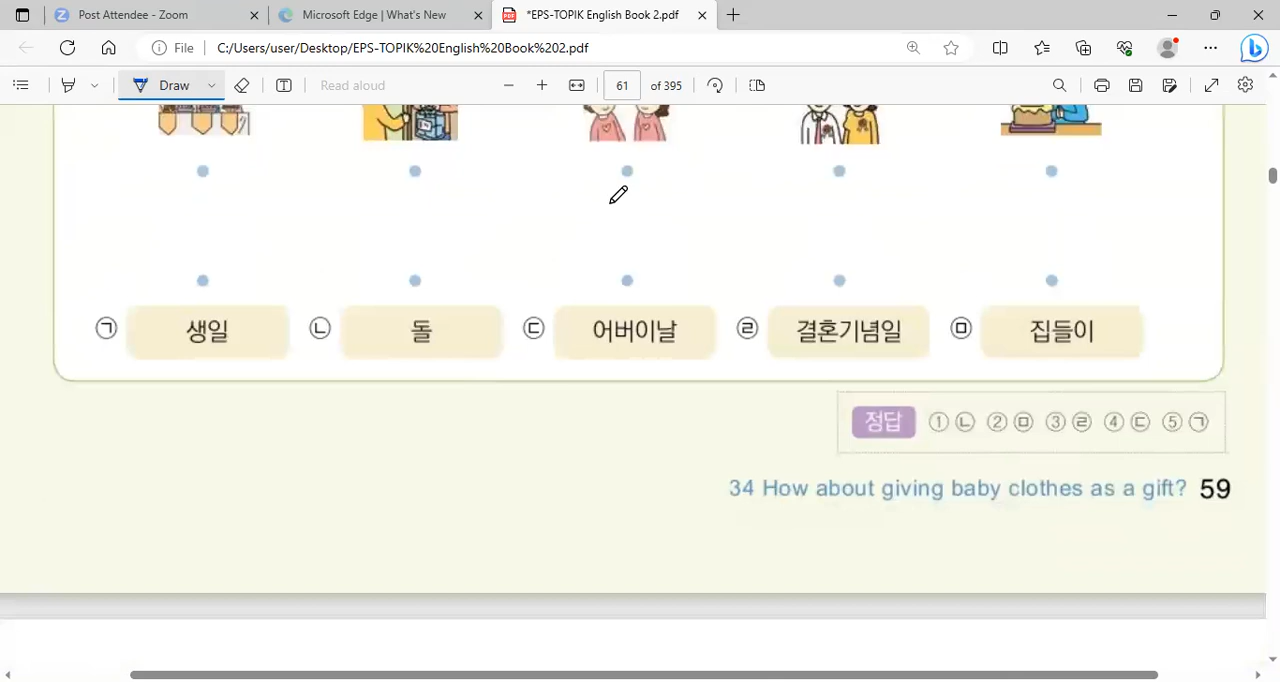 Post Attendee - Zoom
Microsoft Edge | What's New
*EPS-TOPIK English Book 2.pdf
File
C:/Users/user/Desktop/EPS-TOPIK%20English%20Book%202.pdf
Draw
Read aloud
61
of 395
㉠ 생일
㉡ 돌
㉢ 어버이날
㉣ 결혼기념일
㉤ 집들이
정답 ① ㉡ ② ㉤ ③ ㉣ ④ ㉢ ⑤ ㉠
34 How about giving baby clothes as a gift? 59